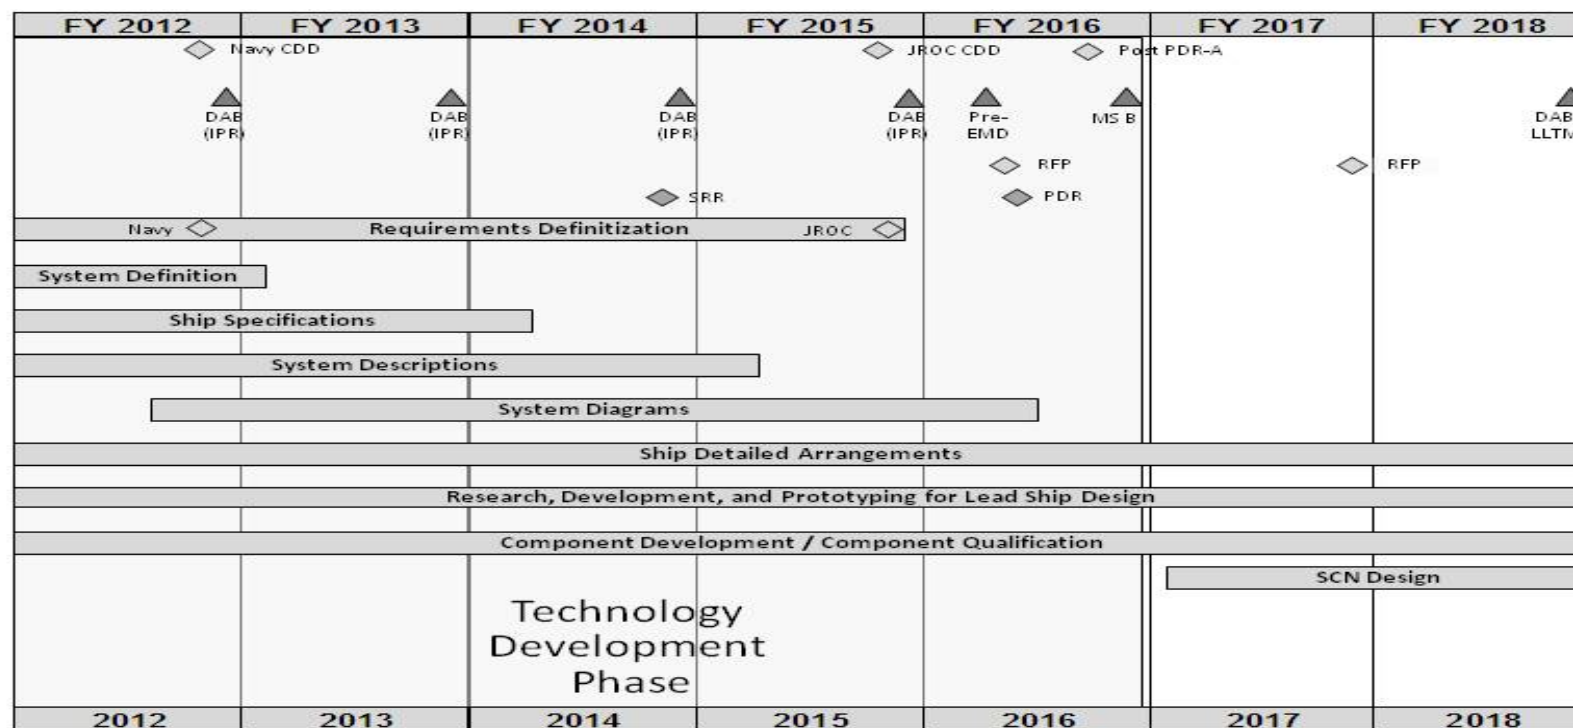 FY 2012 FY 2013 FY 2014 FY 2015 FY 2016 FY 2017 FY 2018
Navy CDD JROC CDD Post PDR-A
DAB DAB DAB DAB Pre- MS B DAB
(IPR) (IPR) (IPR) (IPR) EMD LLTM
RFP RFP
SRR PDR
Navy Requirements Definitization JROC
System Definition
Ship Specifications
System Descriptions
System Diagrams
Ship Detailed Arrangements
Research, Development, and Prototyping for Lead Ship Design
Component Development / Component Qualification
SCN Design
Technology
Development
Phase
2012 2013 2014 2015 2016 2017 2018